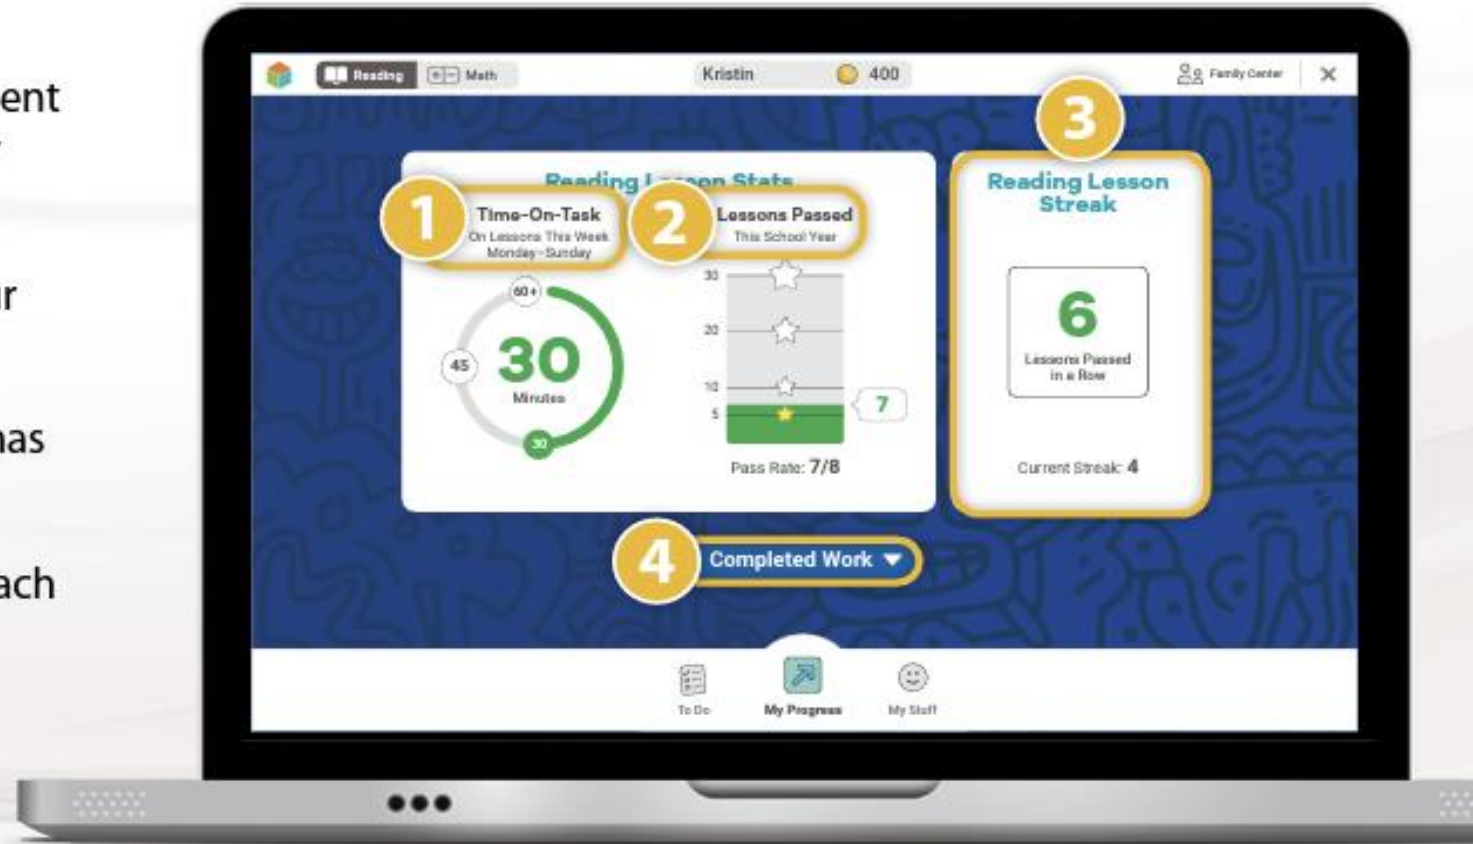 ent
ur
has
ach
Reading
Math
Kristin
400
Family Center
3
1
2
Reading Lesson Stats
Time-On-Task
On Lessons This Week
Monday–Sunday
60+
45
30
Minutes
30
Lessons Passed
This School Year
30
20
10
5
7
Pass Rate: 7/8
Reading Lesson
Streak
6
Lessons Passed
in a Row
Current Streak: 4
4
Completed Work
To Do
My Progress
My Stuff